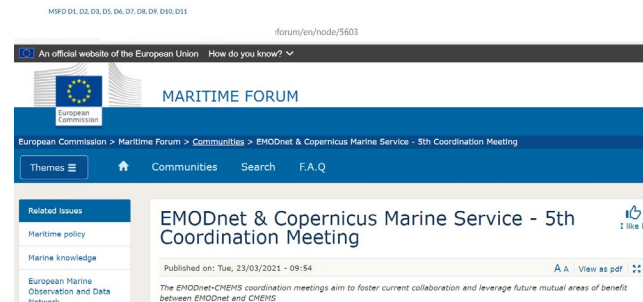 MSFD D1, D2, D3, D5, D6, D7, D8, D9, D10, D11
forum/en/node/5603
An official website of the European Union How do you know?
European
Commission
MARITIME FORUM
European Commission > Maritime Forum > Communities > EMODnet & Copernicus Marine Service - 5th Coordination Meeting
Themes
Communities
Search
F.A.Q
Related issues
Maritime policy
Marine knowledge
European Marine
Observation and Data
Network
EMODnet & Copernicus Marine Service - 5th
Coordination Meeting
I like
Published on: Tue, 23/03/2021 - 09:54
A A View as pdf
The EMODnet-CMEMS coordination meetings aim to foster current collaboration and leverage future mutual areas of benefit
between EMODnet and CMEMS